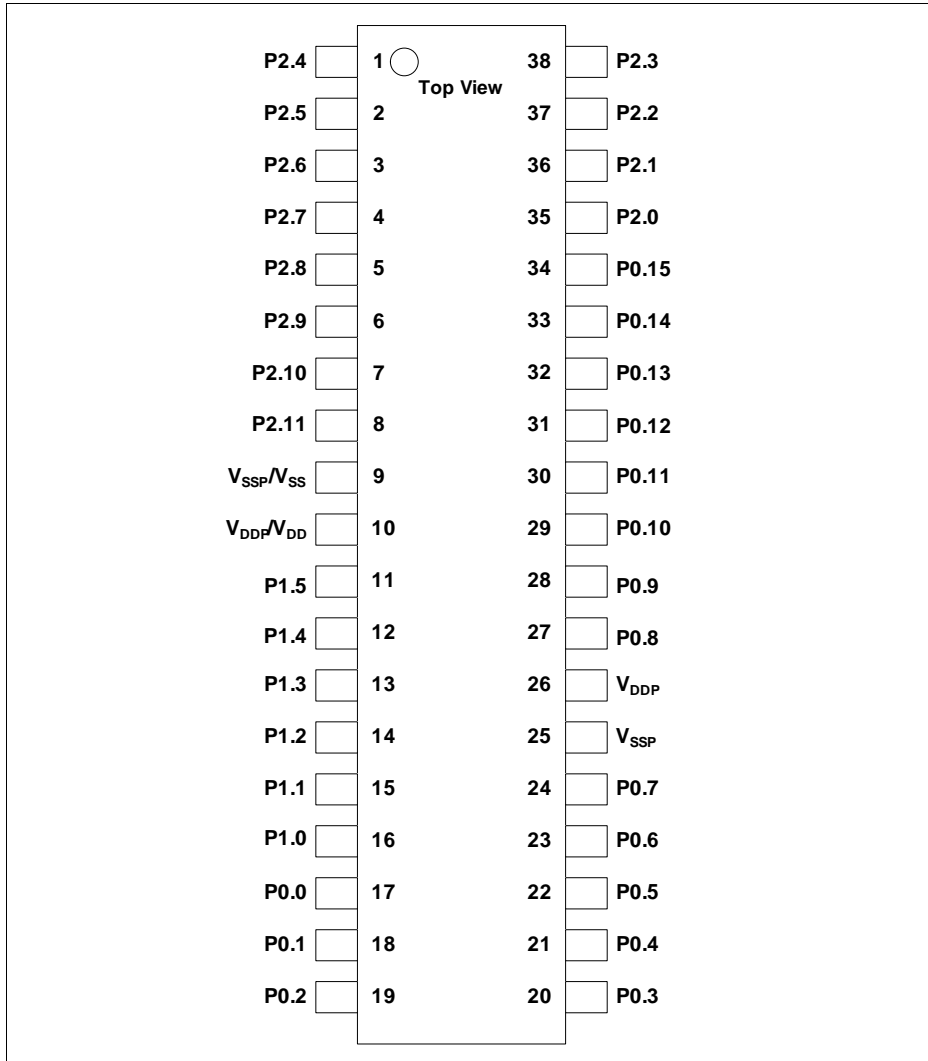 P2.4 1 38 P2.3
Top View
P2.5 2 37 P2.2
P2.6 3 36 P2.1
P2.7 4 35 P2.0
P2.8 5 34 P0.15
P2.9 6 33 P0.14
P2.10 7 32 P0.13
P2.11 8 31 P0.12
VSSP/VSS 9 30 P0.11
VDDP/VDD 10 29 P0.10
P1.5 11 28 P0.9
P1.4 12 27 P0.8
P1.3 13 26 VDDP
P1.2 14 25 VSSP
P1.1 15 24 P0.7
P1.0 16 23 P0.6
P0.0 17 22 P0.5
P0.1 18 21 P0.4
P0.2 19 20 P0.3